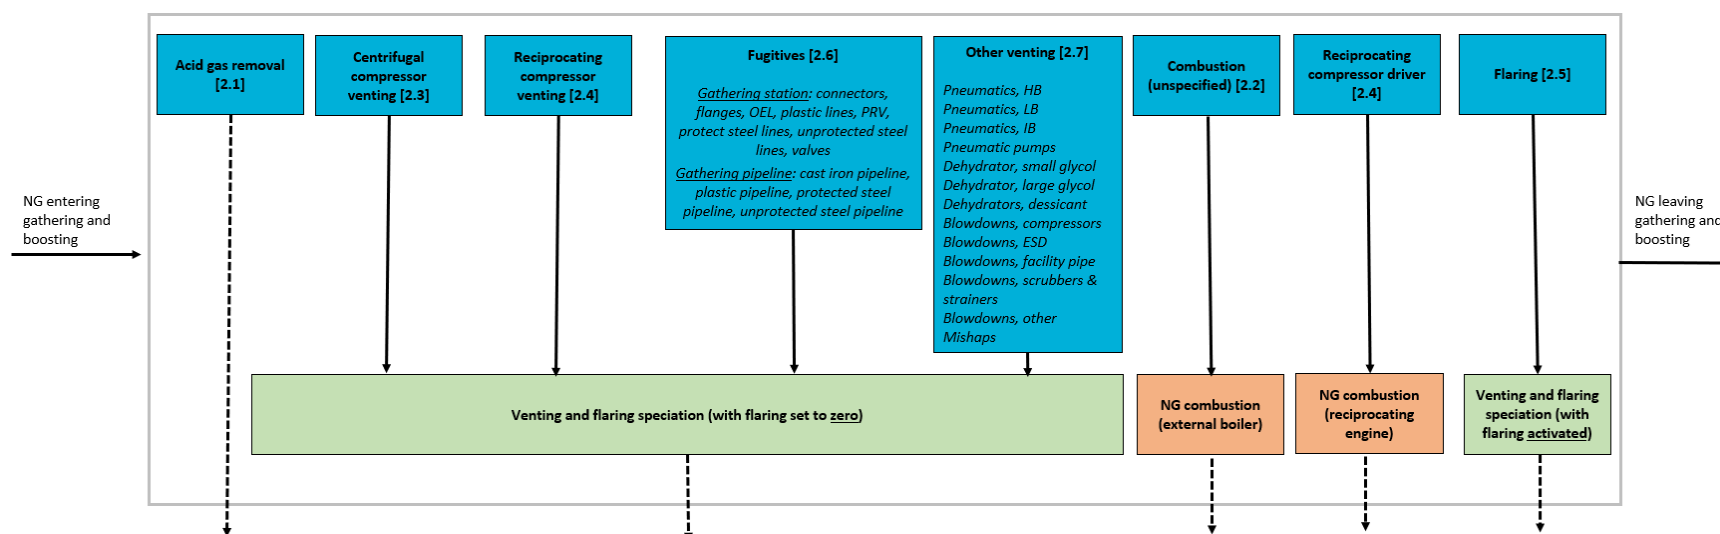 Acid gas removal
[2.1]
Centrifugal
compressor
venting [2.3]
Reciprocating
compressor
venting [2.4]
Fugitives [2.6]
Gathering station: connectors,
flanges, OEL, plastic lines, PRV,
protect steel lines, unprotected steel
lines, valves
Gathering pipeline: cast iron pipeline,
plastic pipeline, protected steel
pipeline, unprotected steel pipeline
Other venting [2.7]
Pneumatics, HB
Pneumatics, LB
Pneumatics, IB
Pneumatic pumps
Dehydrator, small glycol
Dehydrator, large glycol
Dehydrators, dessicant
Blowdowns, compressors
Blowdowns, ESD
Blowdowns, facility pipe
Blowdowns, scrubbers &
strainers
Blowdowns, other
Mishaps
Combustion
(unspecified) [2.2]
Reciprocating
compressor driver
[2.4]
Flaring [2.5]
NG entering
gathering and
boosting
NG leaving
gathering and
boosting
Venting and flaring speciation (with flaring set to zero)
NG combustion
(external boiler)
NG combustion
(reciprocating
engine)
Venting and flaring
speciation (with
flaring activated)